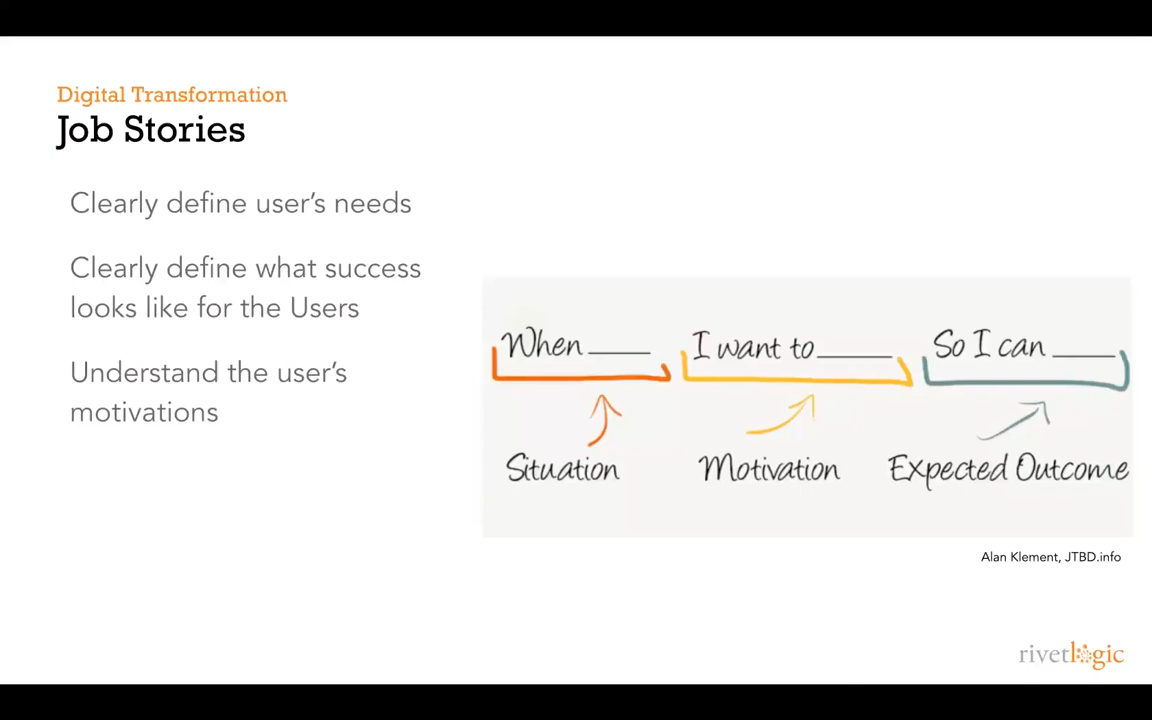 Digital Transformation
Job Stories
Clearly define user's needs
Clearly define what success
looks like for the Users
Understand the user's
motivations
When ____ I want to ____ So I can ____
Situation Motivation Expected Outcome
Alan Klement, JTBD.info
rivetlogic